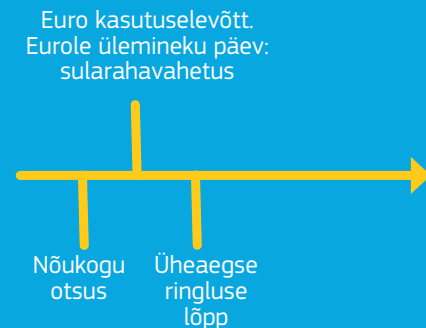 Euro kasutuselevõtt.
Eurole ülemineku päev:
sularahavahetus
Nõukogu
otsus
Üheaegse
ringluse
lõpp